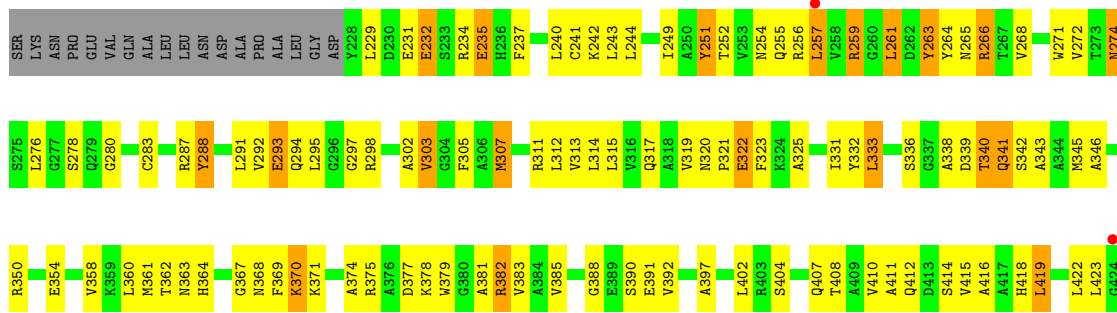 SER LYS ASN PRO GLU VAL GLN ALA LEU LEU ASN ASP ALA PRO ALA LEU GLY ASP Y228 L229 D230 E231 E232 S233 R234 E235 H236 F237 L240 C241 K242 L243 L244 I249 A250 Y251 T252 V253 N254 Q255 R256 L257 V258 R259 G260 L261 D262 Y263 Y264 N265 R266 T267 V268 W271 V272 T273 N274
S275 L276 G277 S278 Q279 G280 C283 R287 Y288 L291 V292 E293 Q294 L295 G296 G297 R298 A302 V303 G304 F305 A306 M307 R311 L312 V313 L314 L315 V316 Q317 A318 V319 N320 P321 E322 F323 K324 A325 I331 Y332 L333 S336 G337 A338 D339 T340 Q341 S342 A343 A344 M345 A346
R350 E354 V358 K359 L360 M361 T362 N363 H364 G367 N368 F369 K370 K371 A374 R375 A376 D377 K378 W379 G380 A381 R382 V383 A384 V385 G388 E389 S390 E391 V392 A397 L402 R403 S404 Q407 T408 A409 V410 A411 Q412 D413 S414 V415 A416 A417 H418 L419 L422 L423 G424